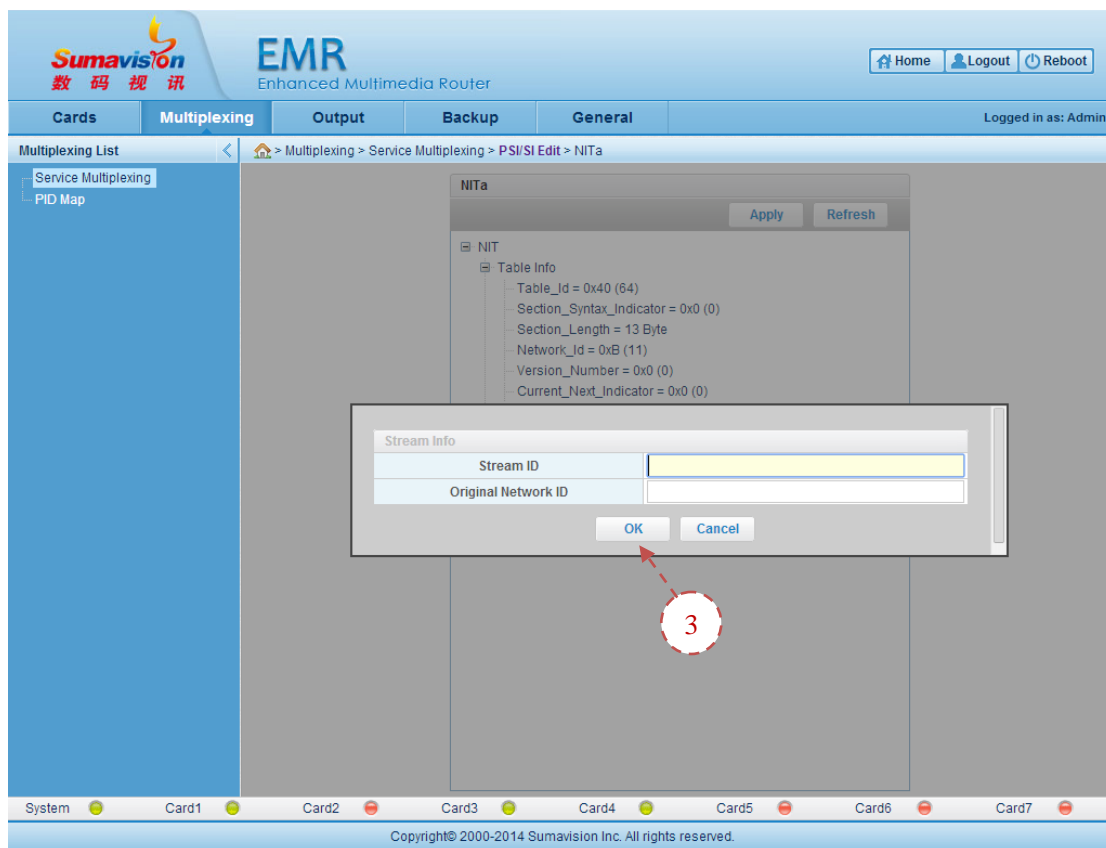 Sumavision
数码视讯
EMR
Enhanced Multimedia Router
Home Logout Reboot
Cards Multiplexing Output Backup General Logged in as: Admin
Multiplexing List
> Multiplexing > Service Multiplexing > PSI/SI Edit > NITa
Service Multiplexing
PID Map
NITa
Apply Refresh
NIT
Table Info
Table_Id = 0x40 (64)
Section_Syntax_Indicator = 0x0 (0)
Section_Length = 13 Byte
Network_Id = 0xB (11)
Version_Number = 0x0 (0)
Current_Next_Indicator = 0x0 (0)
Stream Info
Stream ID
Original Network ID
OK Cancel
3
System Card1 Card2 Card3 Card4 Card5 Card6 Card7
Copyright© 2000-2014 Sumavision Inc. All rights reserved.